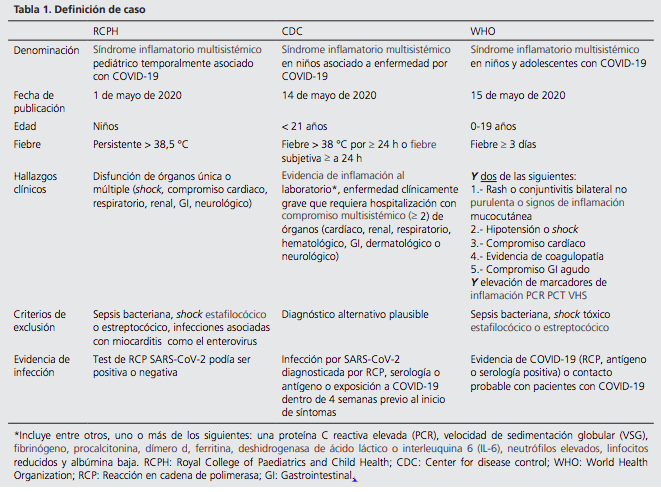 Tabla 1. Definición de caso
RCPH CDC WHO
Denominación Síndrome inflamatorio multisistémico Síndrome inflamatorio multisistémico Síndrome inflamatorio multisistémico
pediátrico temporalmente asociado en niños asociado a enfermedad por en niños y adolescentes con COVID-19
con COVID-19 COVID-19
Fecha de 1 de mayo de 2020 14 de mayo de 2020 15 de mayo de 2020
publicación
Edad Niños < 21 años 0-19 años
Fiebre Persistente > 38,5 ºC Fiebre > 38 ºC por ≥ 24 h o fiebre Fiebre ≥ 3 días
subjetiva ≥ a 24 h
Hallazgos Disfunción de órganos única o Evidencia de inflamación al Y dos de las siguientes:
clínicos múltiple (shock, compromiso cardiaco, laboratorio*, enfermedad clínicamente 1.- Rash o conjuntivitis bilateral no
respiratorio, renal, GI, neurológico) grave que requiera hospitalización con purulenta o signos de inflamación
compromiso multisistémico (≥ 2) de mucocutánea
órganos (cardíaco, renal, respiratorio, 2.- Hipotensión o shock
hematológico, GI, dermatológico o 3.- Compromiso cardíaco
neurológico) 4.- Evidencia de coagulopatía
5.- Compromiso GI agudo
Y elevación de marcadores de
inflamación PCR PCT VHS
Criterios de Sepsis bacteriana, shock estafilocócico Diagnóstico alternativo plausible Sepsis bacteriana, shock tóxico
exclusión o estreptocócico, infecciones asociadas estafilocócico o estreptocócico
con miocarditis como el enterovirus
Evidencia de Test de RCP SARS-CoV-2 podía ser Infección por SARS-CoV-2 Evidencia de COVID-19 (RCP, antígeno
infección positiva o negativa diagnosticada por RCP, serología o o serología positiva) o contacto
antígeno o exposición a COVID-19 probable con pacientes con COVID-19
dentro de 4 semanas previo al inicio
de síntomas
*Incluye entre otros, uno o más de los siguientes: una proteína C reactiva elevada (PCR), velocidad de sedimentación globular (VSG),
fibrinógeno, procalcitonina, dímero d, ferritina, deshidrogenasa de ácido láctico o interleuquina 6 (IL-6), neutrófilos elevados, linfocitos
reducidos y albúmina baja. RCPH: Royal College of Paediatrics and Child Health; CDC: Center for disease control; WHO: World Health
Organization; RCP: Reacción en cadena de polimerasa; GI: Gastrointestinal.